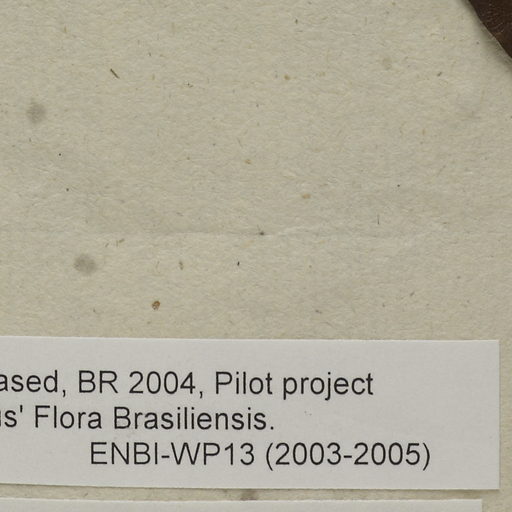 ased, BR 2004, Pilot project
us' Flora Brasiliensis.
ENBI-WP13 (2003-2005)